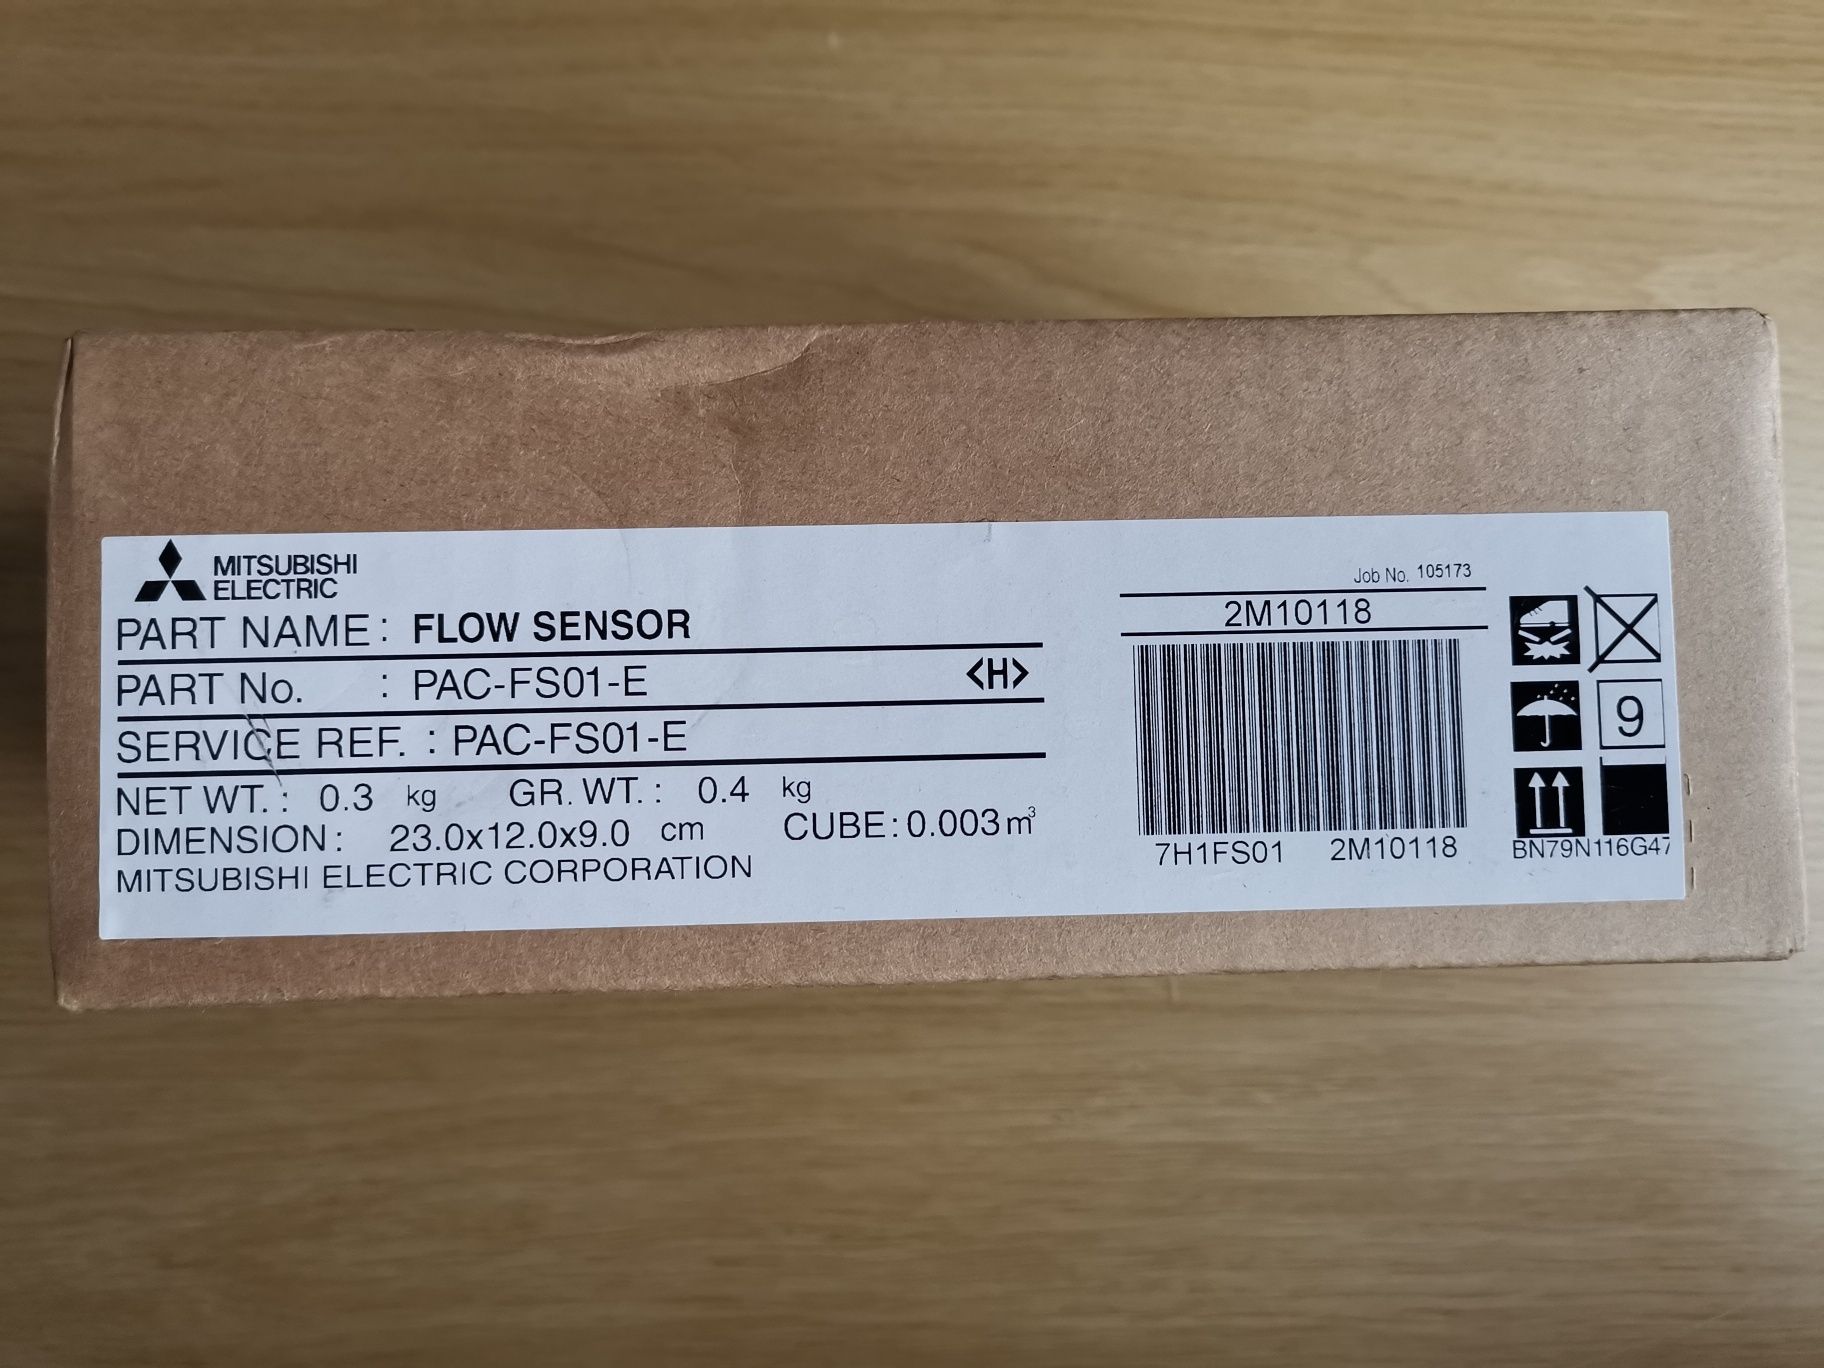 MITSUBISHI
ELECTRIC
PART NAME : FLOW SENSOR
PART No. : PAC-FS01-E <H>
SERVICE REF. : PAC-FS01-E
NET WT. : 0.3 kg GR. WT. : 0.4 kg
DIMENSION : 23.0x12.0x9.0 cm CUBE : 0.003 m³
MITSUBISHI ELECTRIC CORPORATION
Job No. 105173
2M10118
7H1FS01 2M10118
9
BN79N116G47